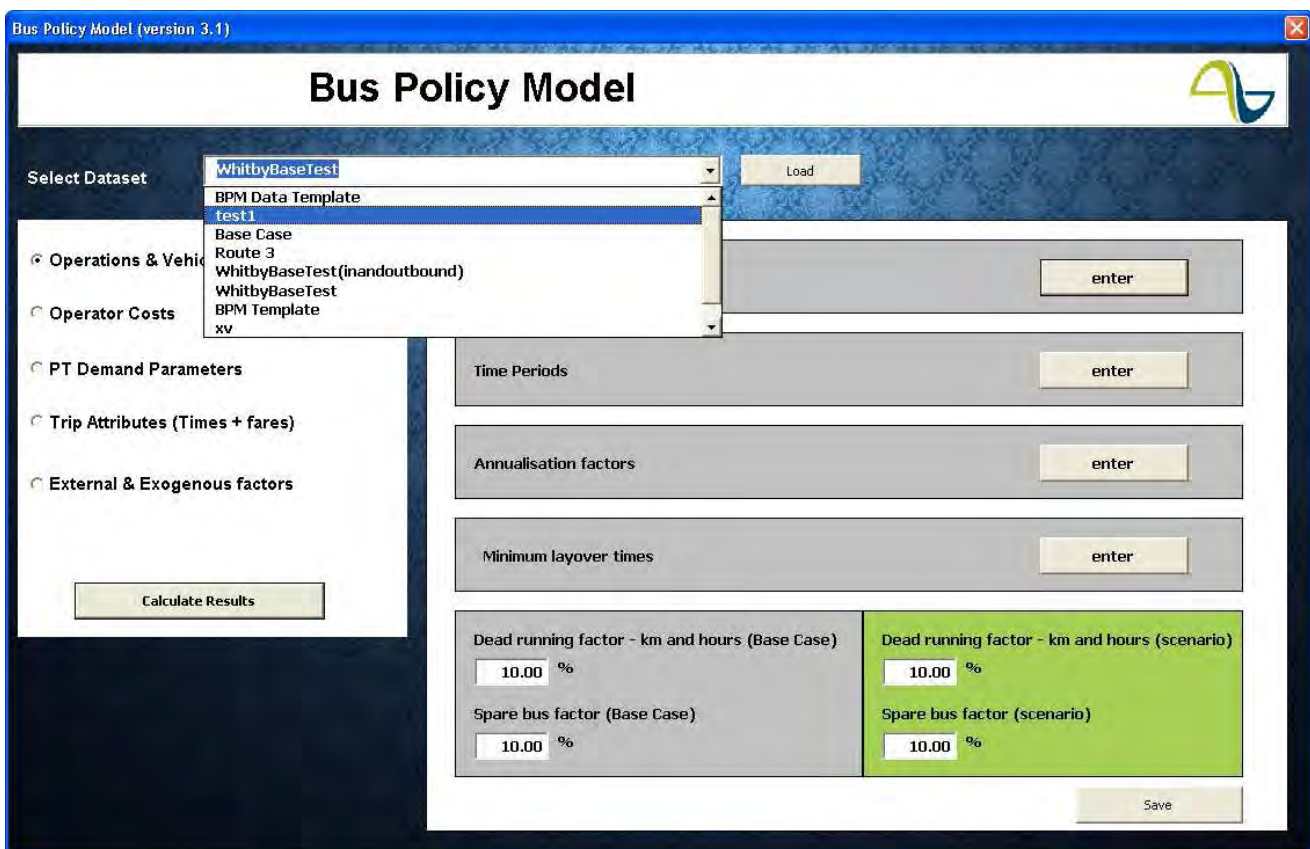 Bus Policy Model (version 3.1)
Bus Policy Model
Select Dataset
WhitbyBaseTest
Load
BPM Data Template
test1
Base Case
Route 3
WhitbyBaseTest(inandoutbound)
WhitbyBaseTest
BPM Template
xv
Operations &
enter
Operator Costs
PT Demand Parameters
Time Periods
enter
Trip Attributes (Times + fares)
Annualisation factors
enter
External & Exogenous factors
Minimum layover times
enter
Calculate Results
Dead running factor - km and hours (Base Case)
10.00 %
Spare bus factor (Base Case)
10.00 %
Dead running factor - km and hours (scenario)
10.00 %
Spare bus factor (scenario)
10.00 %
Save